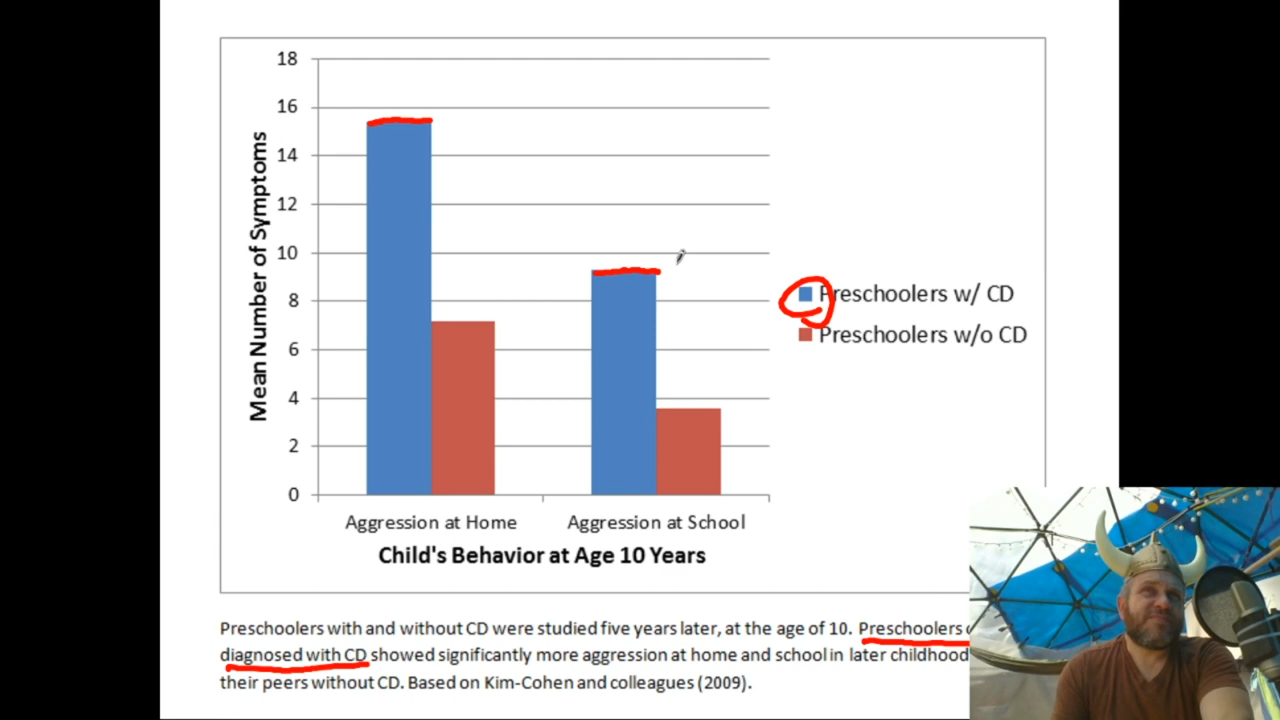 18
16
14
12
10
8
6
4
2
0
Mean Number of Symptoms
Aggression at Home
Aggression at School
Child's Behavior at Age 10 Years
Preschoolers w/ CD
Preschoolers w/o CD
Preschoolers with and without CD were studied five years later, at the age of 10. Preschoolers
diagnosed with CD showed significantly more aggression at home and school in later childhood
their peers without CD. Based on Kim-Cohen and colleagues (2009).